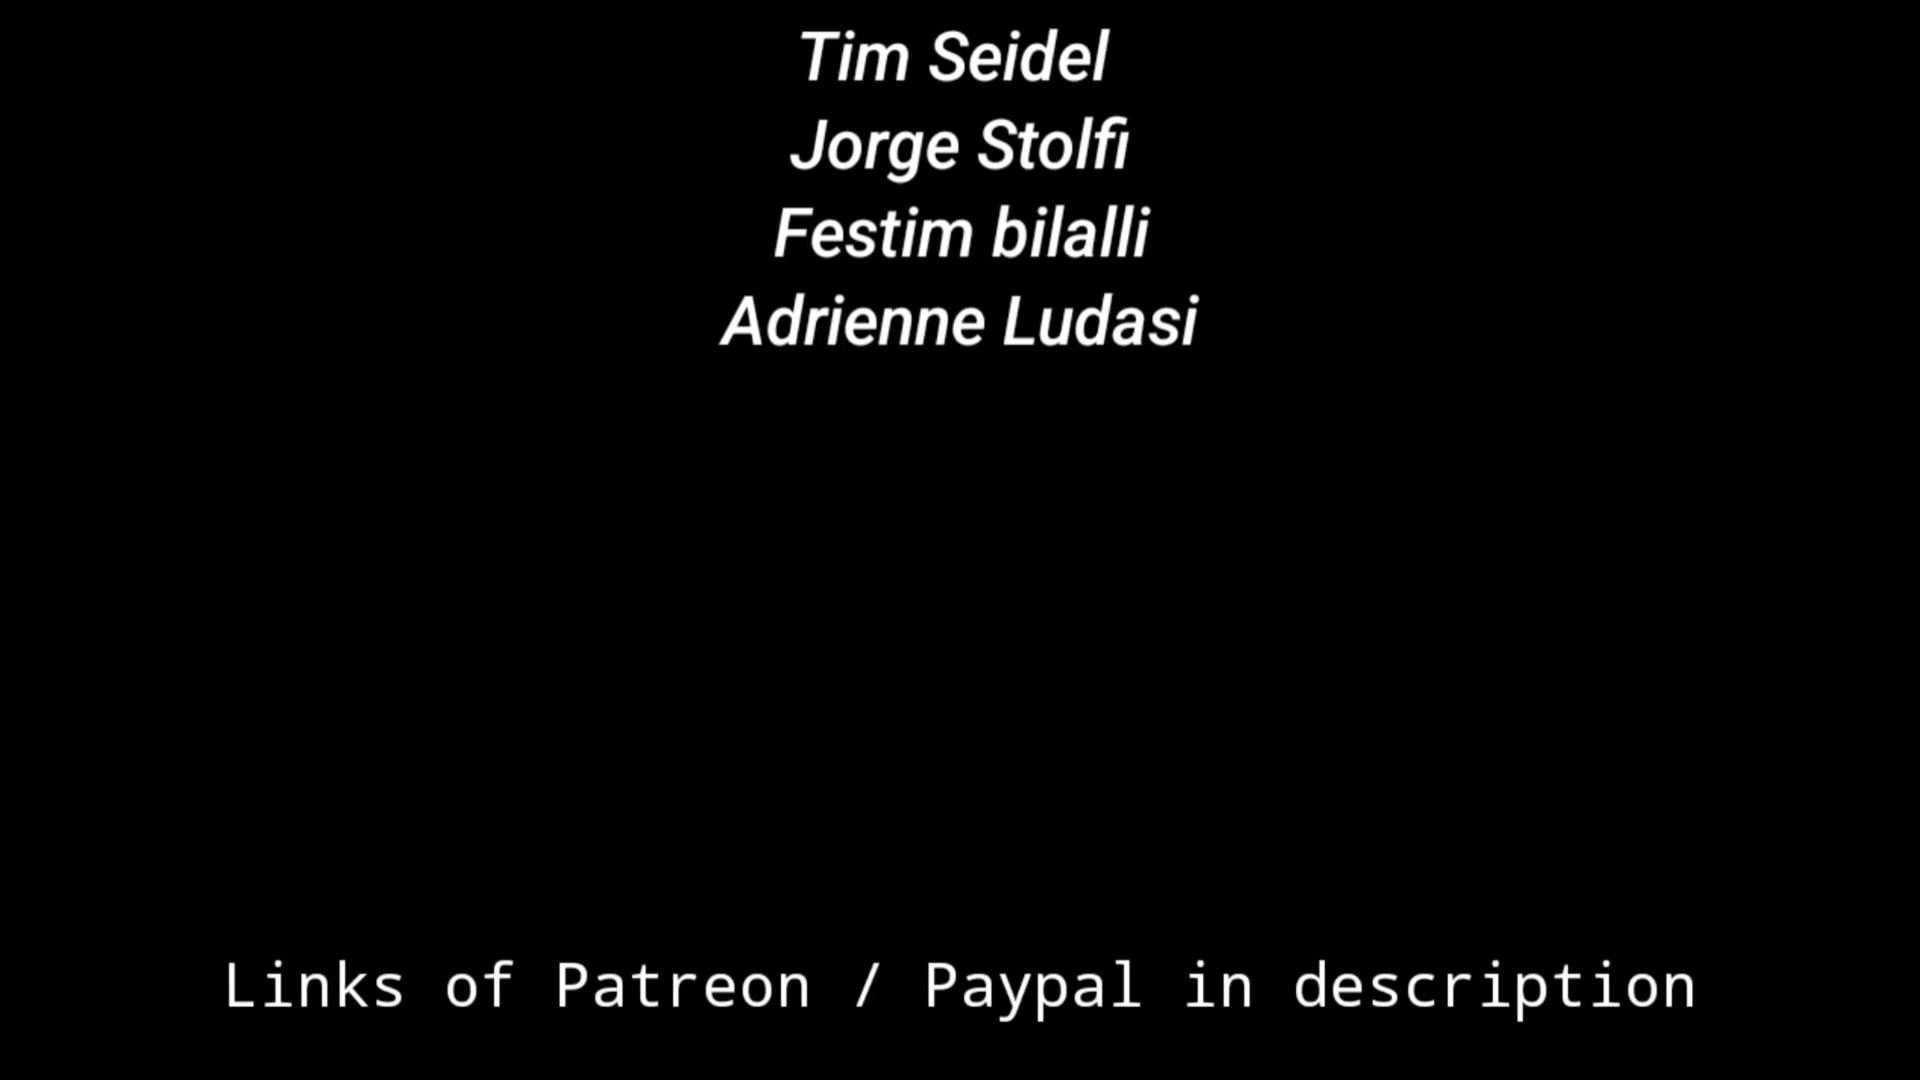 Tim Seidel
Jorge Stolfi
Festim bilalli
Adrienne Ludasi
Links of Patreon / Paypal in description